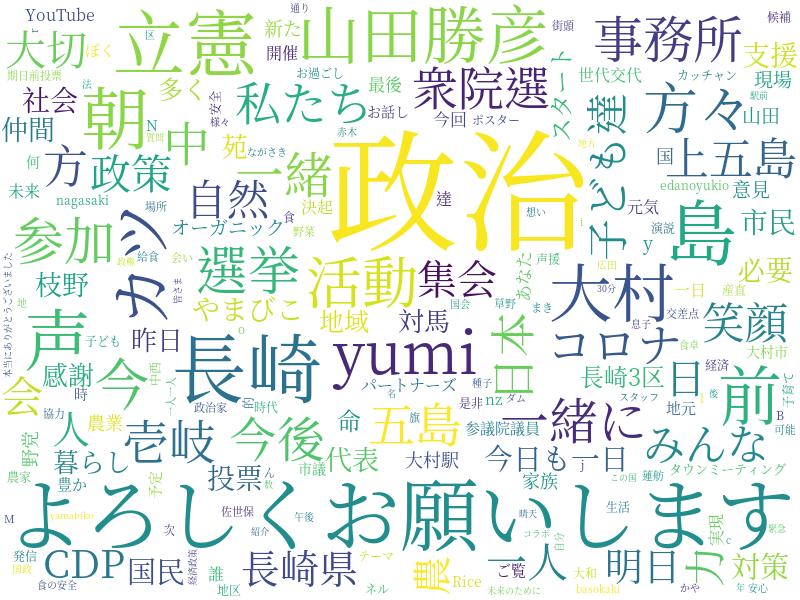 YouTube
立憲
山田勝彦
通り
街頭
候補
事務所
大切
ぼく
新た
開催
支援
期日前投票
多く
お過ごし
最後
衆院選
世代交代
カッチャン
現場
社会
安全
様々
私たち
お話し
今回
ポスター
スタート
方々
山田
駅前
仲間
朝
N
中
苑
赤木
ながさき
質問
地方
何
方
政策
一緒
政治
達
子ども達
国
上五島
未来
自然
決起
edanoyukio
意見
nagasaki
場所
食
野菜
想い
元気
オーガニック
演説
y
市民
参加
カツ
選挙
集会
あなた
声援
島
給食
会い
活動
広田
必要
本当にありがとうございました
枝野
政権
皆さま
やまびこ
国会
草野
まき
30分
一日
産直
地
声
昨日
o
地域
対馬
日本
交差点
息子
笑顔
子ども
長崎
yumi
コロナ
食卓
大村
大村市
感謝
今
中西
一人一人
パートナーズ
種子
長崎3区
日
経済
前
子育て
会
時
協力
政治家
的
時代
名
是非
nz
ダム
スタッフ
地元
l
後
B
可能
人
農業
壱岐
今後
命
五島
旗
参議院議員
一緒に
みんな
野党
暮らし
市議
代表
大村駅
今日も一日
j
タウンミーティング
農家
豊か
予定
投票
ん
数
家族
この国
蓮舫
M
yamahiko
次
佐世保
よろしくお願いします
紹介
午後
晴天
コラボ
自分
生活
実現
c
緊急
発信
国政
CDP
国民
経済政策
誰
長崎県
テーマ
農
Rice
一人
ご覧
大和
明日
力
対策
食の安全
地区
ネル
未来のために
basokaki
かや
年
安心